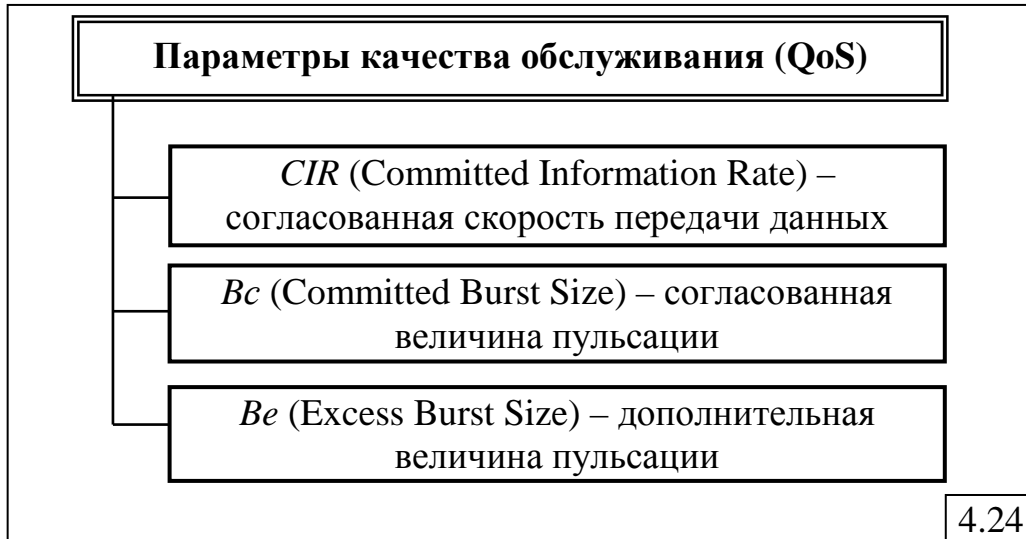 Параметры качества обслуживания (QoS)
CIR (Committed Information Rate) –
согласованная скорость передачи данных
Bc (Committed Burst Size) – согласованная
величина пульсации
Be (Excess Burst Size) – дополнительная
величина пульсации
4.24